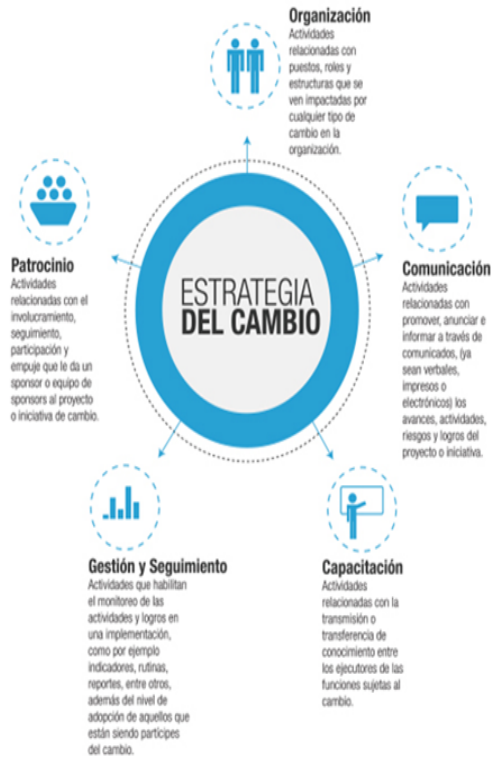 Organización
Actividades
relacionadas con
puestos, roles y
estructuras que se
ven impactadas por
cualquier tipo de
cambio en la
organización.
Patrocinio
Actividades
relacionadas con el
involucramiento,
seguimiento,
participación y
empuje que le da un
sponsor o equipo de
sponsors al proyecto
o iniciativa de cambio.
ESTRATEGIA
DEL CAMBIO
Comunicación
Actividades
relacionadas con
promover, anunciar e
informar a través de
comunicados, (ya
sean verbales,
impresos o
electrónicos) los
avances, actividades,
riesgos y logros del
proyecto o iniciativa.
Gestión y Seguimiento
Actividades que habilitan
el monitoreo de las
actividades y logros en
una implementación,
como por ejemplo
indicadores, rutinas,
reportes, entre otros,
además del nivel de
adopción de aquellos que
están siendo partícipes
del cambio.
Capacitación
Actividades
relacionadas con la
transmisión o
transferencia de
conocimiento entre
los ejecutores de las
funciones sujetas al
cambio.